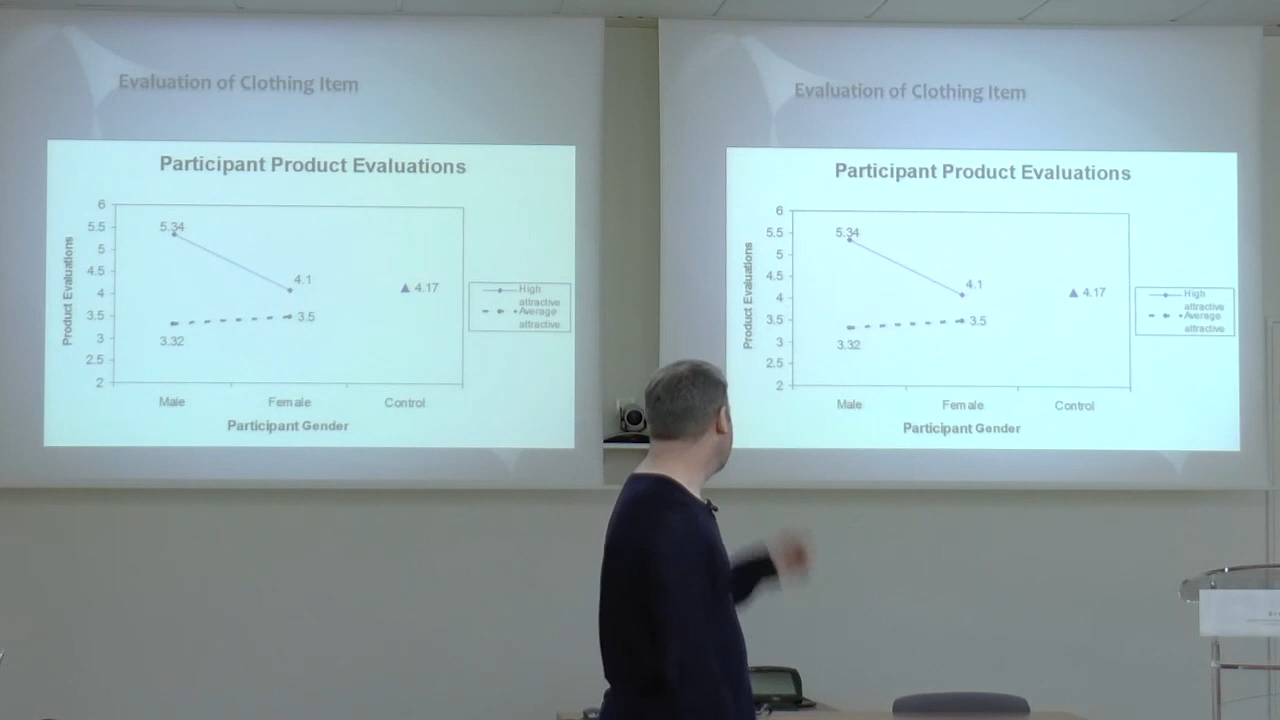 Evaluation of Clothing Item
Participant Product Evaluations
Product Evaluations
6
5.5
5
4.5
4
3.5
3
2.5
2
5.34
4.1
4.17
3.5
3.32
High
attractive
Average
attractive
Male
Female
Control
Participant Gender
Evaluation of Clothing Item
Participant Product Evaluations
Product Evaluations
6
5.5
5
4.5
4
3.5
3
2.5
2
5.34
4.1
4.17
3.5
3.32
High
attractive
Average
attractive
Male
Female
Control
Participant Gender